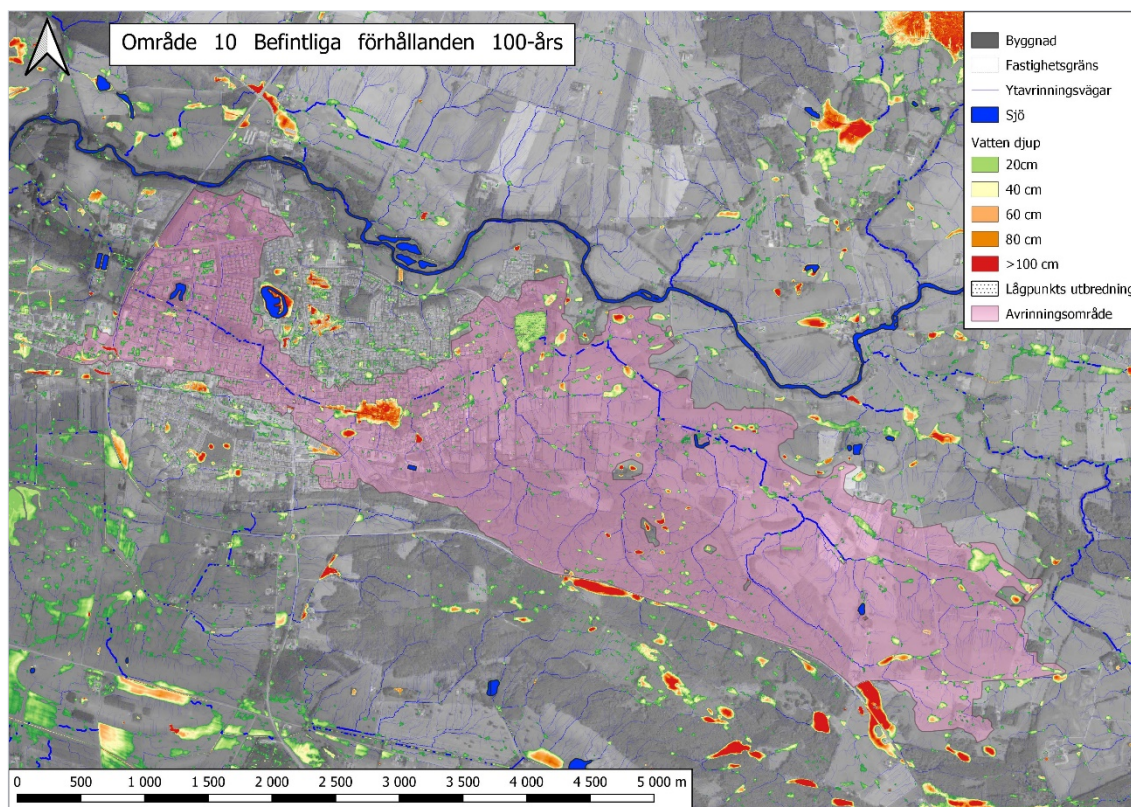 Område 10 Befintliga förhållanden 100-års
Byggnad
Fastighetsgräns
Ytavrinningsvägar
Sjö
Vatten djup
20cm
40 cm
60 cm
80 cm
>100 cm
Lågpunkts utbredning
Avrinningsområde
0 500 1 000 1 500 2 000 2 500 3 000 3 500 4 000 4 500 5 000 m